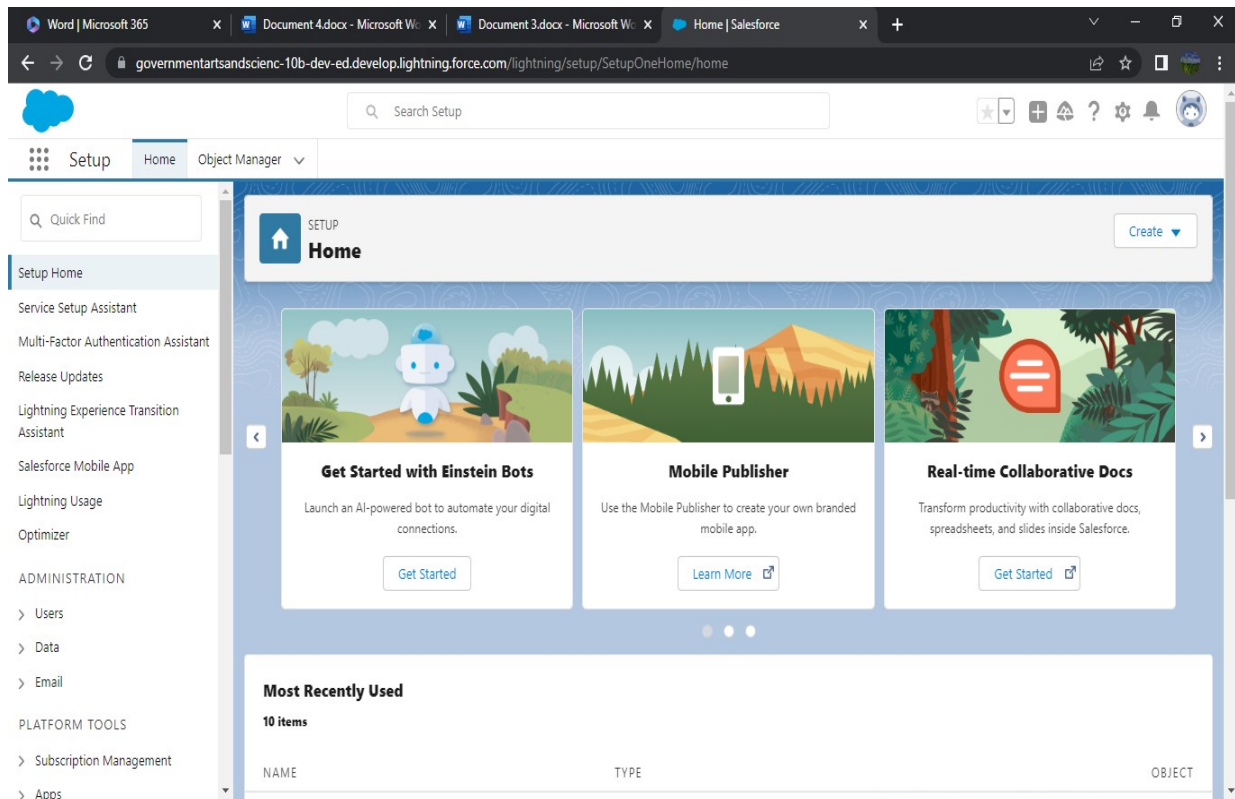 Word | Microsoft 365
Document 4.docx - Microsoft Wo
Document 3.docx - Microsoft Wo
Home | Salesforce
governmentartsandscienc-10b-dev-ed.develop.lightning.force.com/lightning/setup/SetupOneHome/home
Search Setup
Setup
Home
Object Manager
Quick Find
Setup Home
Service Setup Assistant
Multi-Factor Authentication Assistant
Release Updates
Lightning Experience Transition
Assistant
Salesforce Mobile App
Lightning Usage
Optimizer
ADMINISTRATION
Users
Data
Email
PLATFORM TOOLS
Subscription Management
Apps
SETUP
Home
Create
Get Started with Einstein Bots
Launch an AI-powered bot to automate your digital
connections.
Get Started
Mobile Publisher
Use the Mobile Publisher to create your own branded
mobile app.
Learn More
Real-time Collaborative Docs
Transform productivity with collaborative docs,
spreadsheets, and slides inside Salesforce.
Get Started
Most Recently Used
10 items
NAME
TYPE
OBJECT